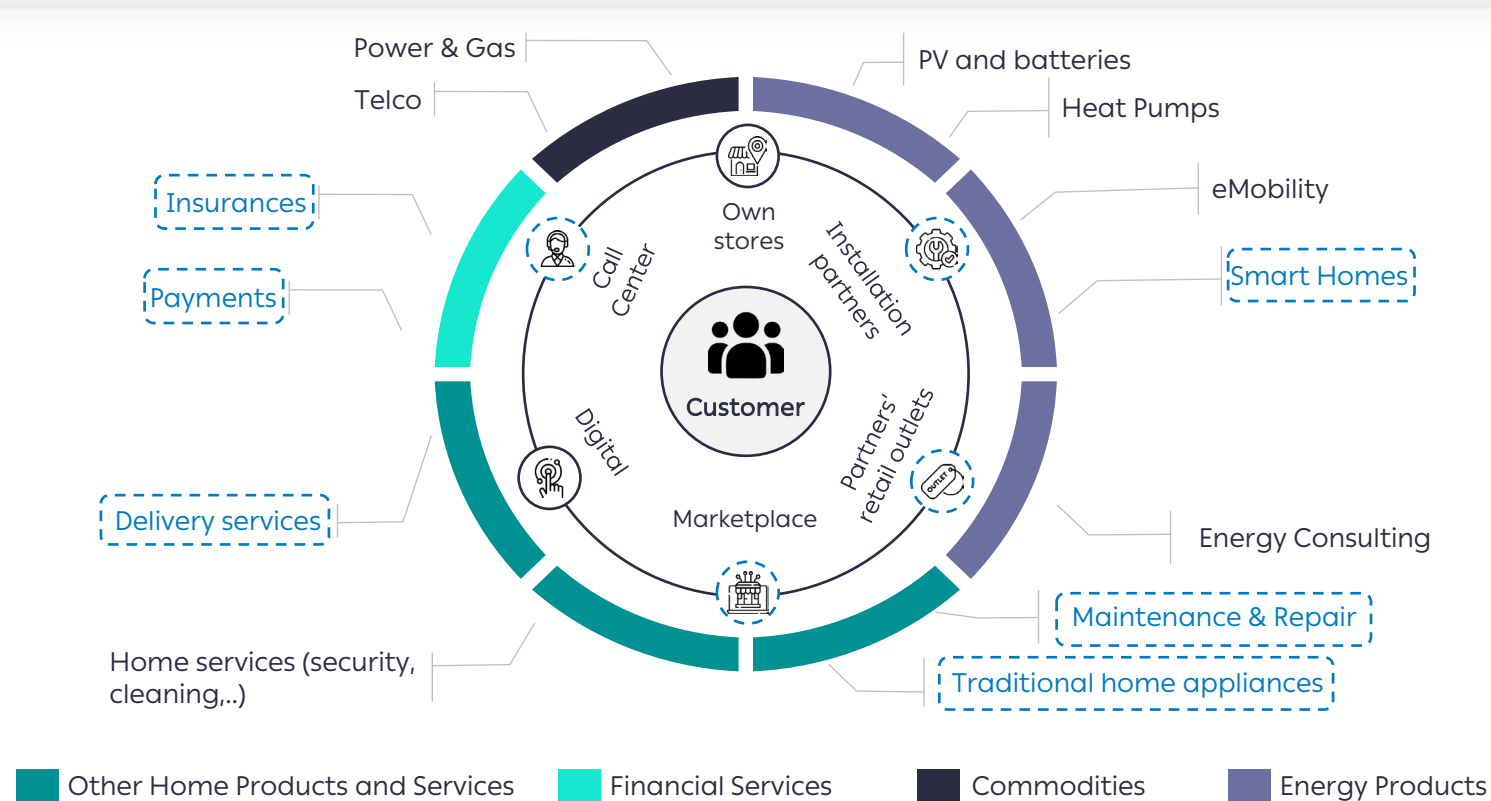 Power & Gas
PV and batteries
Telco
Heat Pumps
Insurances
eMobility
Own
stores
Call
Center
Installation
partners
Payments
Smart Homes
Customer
Digital
Partners'
retail outlets
OUTLET
Marketplace
Delivery services
Energy Consulting
Maintenance & Repair
Home services (security,
cleaning,..)
Traditional home appliances
Other Home Products and Services
Financial Services
Commodities
Energy Products